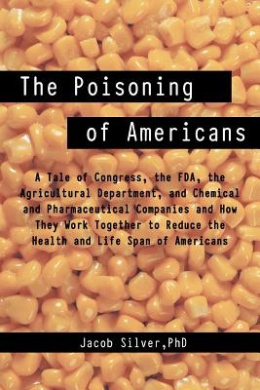 The Poisoning
of Americans
A Tale of Congress, the FDA, the
Agricultural Department, and Chemical
and Pharmaceutical Companies and How
They Work Together to Reduce the
Health and Life Span of Americans
Jacob Silver,PhD